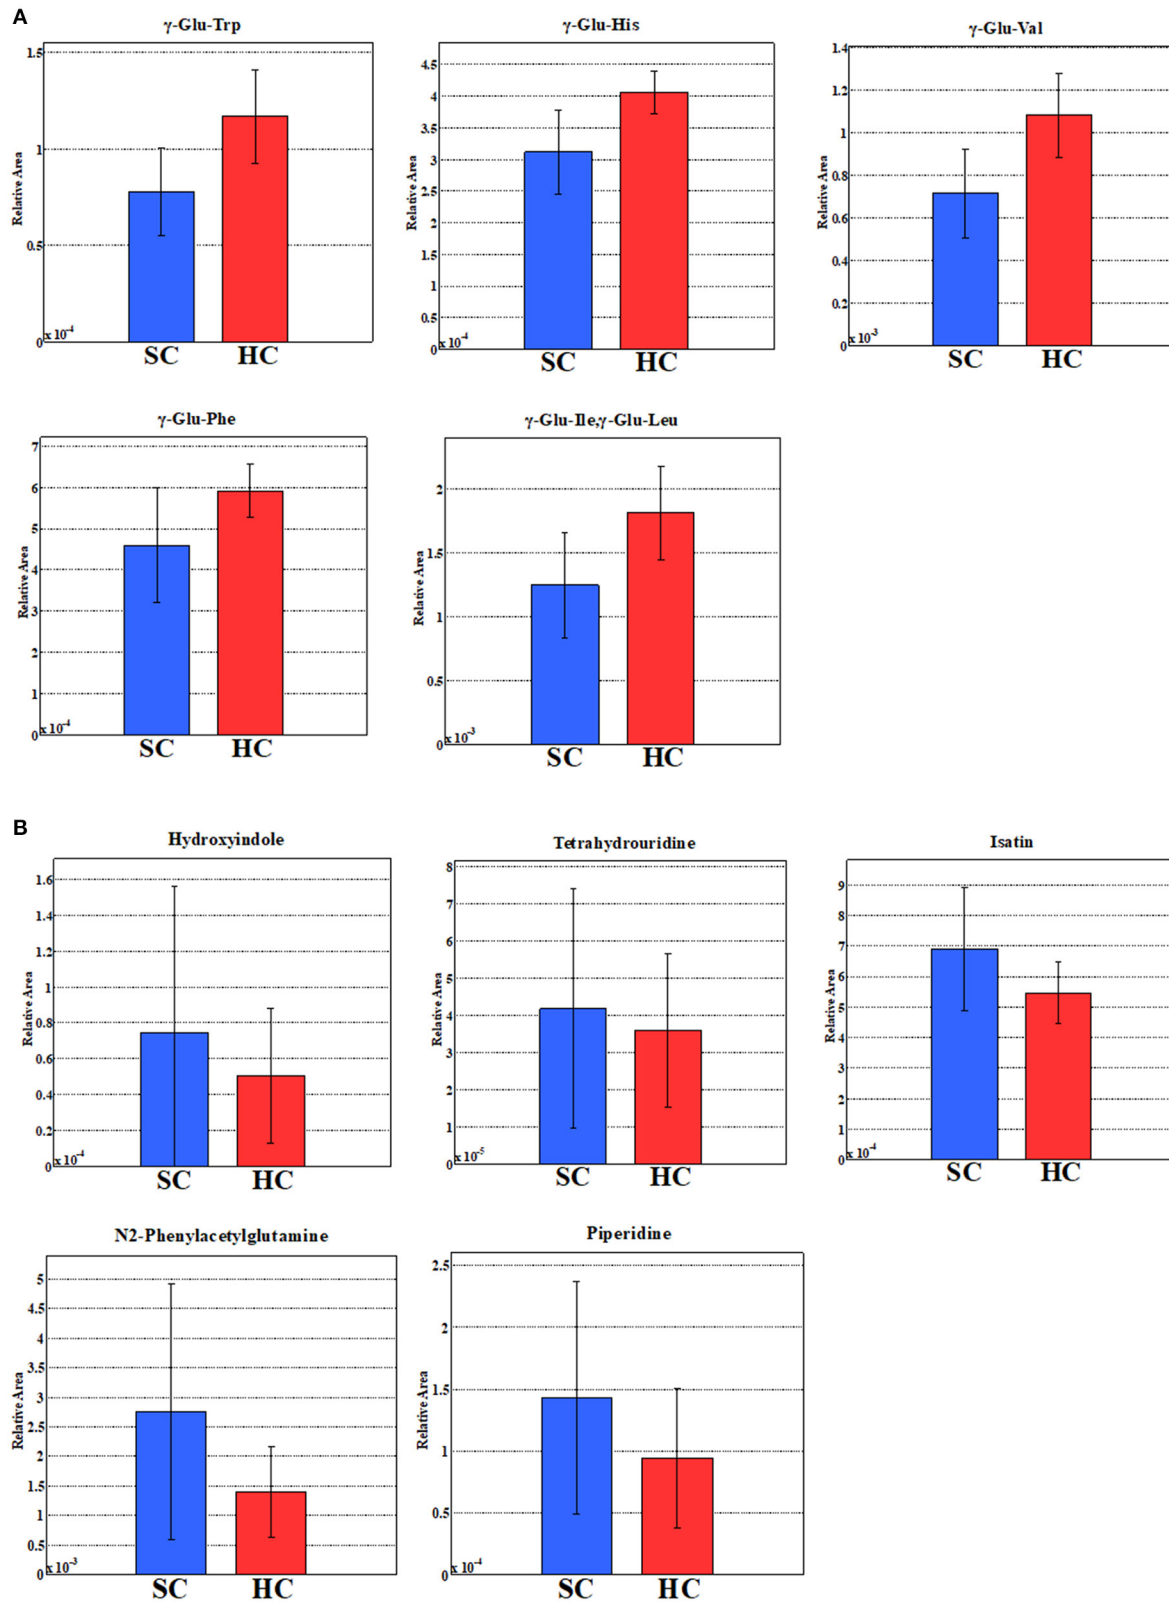 A
γ-Glu-Trp
Relative Area
1.5
1
0.5
0
x 10-4
SC
HC
γ-Glu-His
Relative Area
4.5
4
3.5
3
2.5
2
1.5
1
0.5
0
x 10-4
SC
HC
γ-Glu-Val
Relative Area
1.4
1.2
1
0.8
0.6
0.4
0.2
0
x 10-3
SC
HC
γ-Glu-Phe
Relative Area
7
6
5
4
3
2
1
0
x 10-4
SC
HC
γ-Glu-Ile,γ-Glu-Leu
Relative Area
2
1.5
1
0.5
0
x 10-3
SC
HC
B
Hydroxyindole
Relative Area
1.6
1.4
1.2
1
0.8
0.6
0.4
0.2
0
x 10-4
SC
HC
Tetrahydrouridine
Relative Area
8
7
6
5
4
3
2
1
0
x 10-5
SC
HC
Isatin
Relative Area
9
8
7
6
5
4
3
2
1
0
x 10-4
SC
HC
N2-Phenylacetylglutamine
Relative Area
5
4.5
4
3.5
3
2.5
2
1.5
1
0.5
0
x 10-3
SC
HC
Piperidine
Relative Area
2.5
2
1.5
1
0.5
0
x 10-4
SC
HC